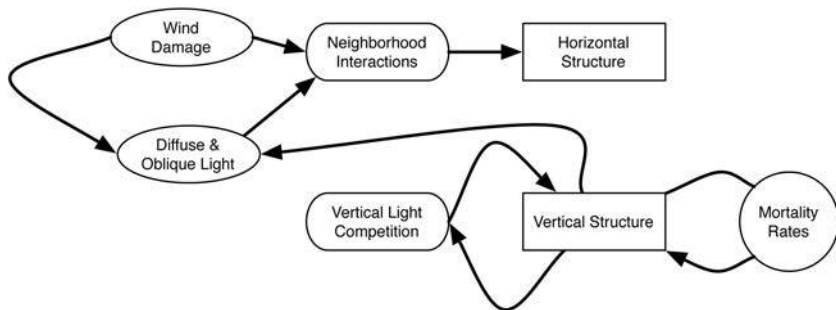 Wind
Damage
Neighborhood
Interactions
Horizontal
Structure
Diffuse &
Oblique Light
Vertical Light
Competition
Vertical Structure
Mortality
Rates